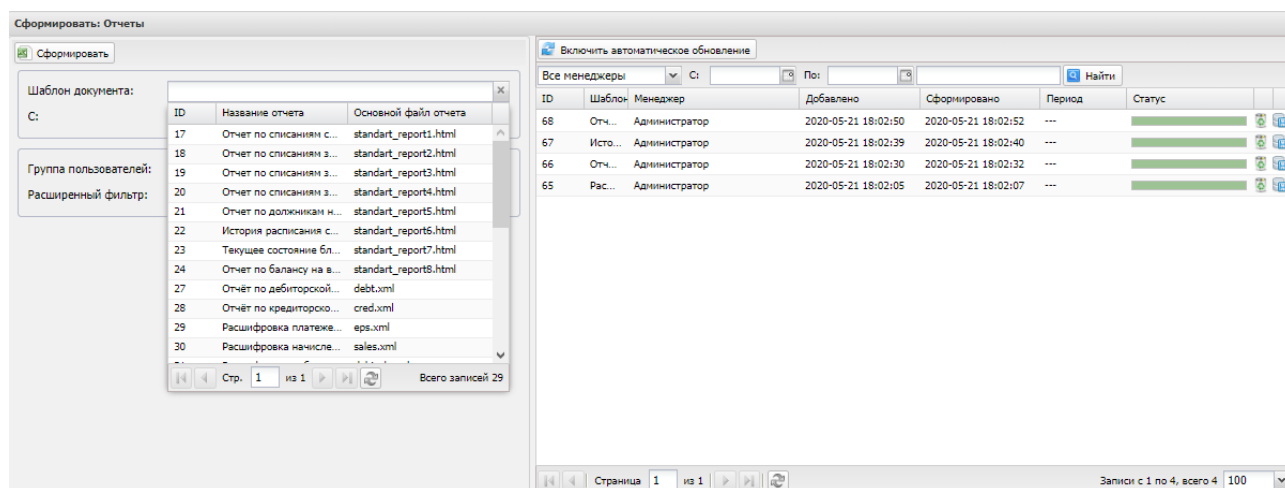 Сформировать: Отчеты
Сформировать
Шаблон документа:
С:
Группа пользователей:
Расширенный фильтр:
ID Название отчета Основной файл отчета
17 Отчет по списаниям с... standart_report1.html
18 Отчет по списаниям з... standart_report2.html
19 Отчет по списаниям з... standart_report3.html
20 Отчет по списаниям з... standart_report4.html
21 Отчет по должникам н... standart_report5.html
22 История расписания с... standart_report6.html
23 Текущее состояние бл... standart_report7.html
24 Отчет по балансу на в... standart_report8.html
27 Отчёт по дебиторской... debt.xml
28 Отчёт по кредиторско... cred.xml
29 Расшифровка платеже... eps.xml
30 Расшифровка начисле... sales.xml
Стр. 1 из 1 Всего записей 29
Включить автоматическое обновление
Все менеджеры С: По: Найти
ID Шаблон Менеджер Добавлено Сформировано Период Статус
68 Отч... Администратор 2020-05-21 18:02:50 2020-05-21 18:02:52 ---
67 Исто... Администратор 2020-05-21 18:02:39 2020-05-21 18:02:40 ---
66 Отч... Администратор 2020-05-21 18:02:30 2020-05-21 18:02:32 ---
65 Рас... Администратор 2020-05-21 18:02:05 2020-05-21 18:02:07 ---
Страница 1 из 1 Записи с 1 по 4, всего 4 100